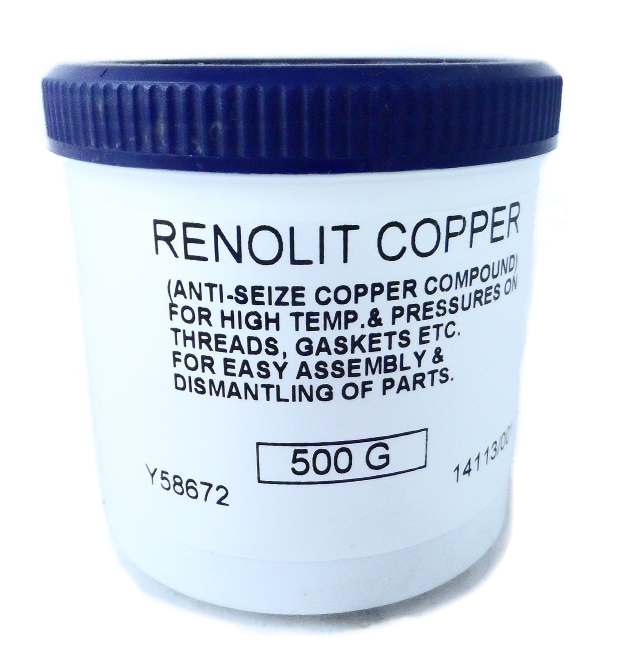 RENOLIT COPPER
(ANTI-SEIZE COPPER COMPOUND)
FOR HIGH TEMP.& PRESSURES ON
THREADS, GASKETS ETC.
FOR EASY ASSEMBLY &
DISMANTLING OF PARTS.
500 G
Y58672